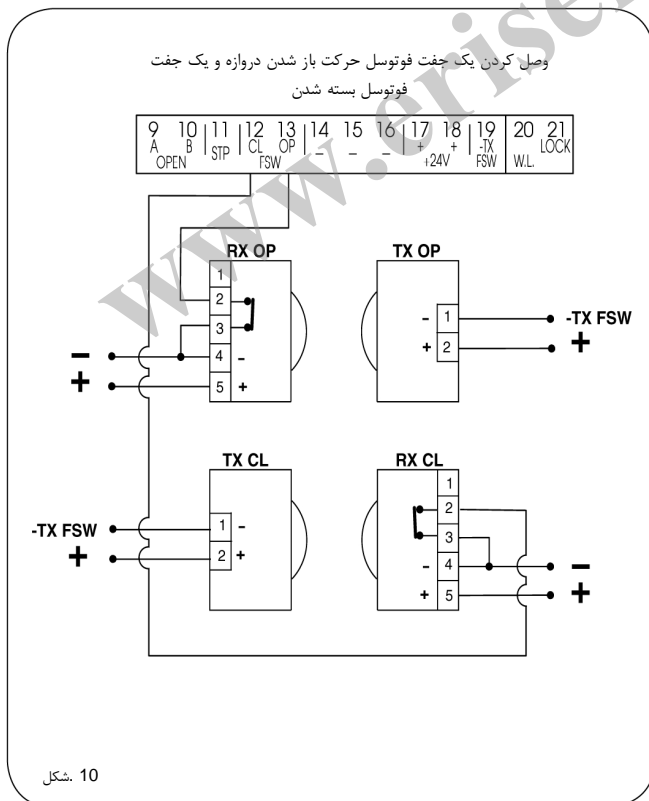 وصل کردن یک جفت فوتوسل حرکت باز شدن دروازه و یک جفت
فوتوسل بسته شدن
9 10 11 12 13 14 15 16 17 18 19 20 21
A B STP CL OP _ _ _ + + -TX LOCK
OPEN FSW +24V FSW W.L.
RX OP TX OP
1
2
3
4 -
5 +
-
+
- 1
+ 2
-TX FSW
+
TX CL RX CL
-TX FSW
+
1 -
2 +
1
2
3
- 4
+ 5
-
+
10 .شکل